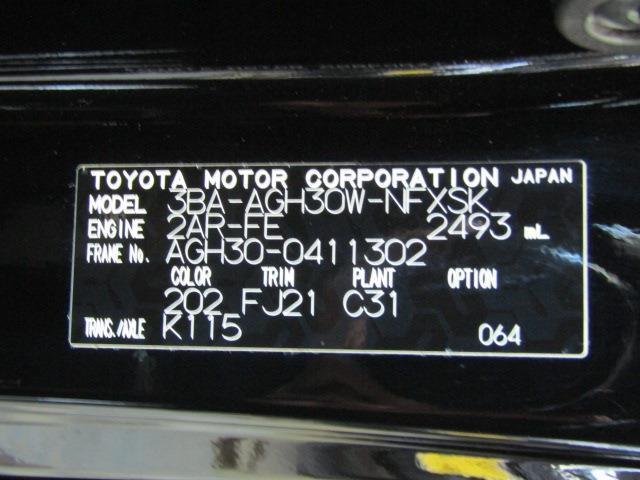 TOYOTA MOTOR CORPORATION JAPAN
MODEL 3BA-AGH30W-NFXSK
ENGINE 2AR-FE 2493 mL
FRAME No. AGH30-0411302
COLOR TRIM PLANT OPTION
202 FJ21 C31
TRANS./AXLE K115 064